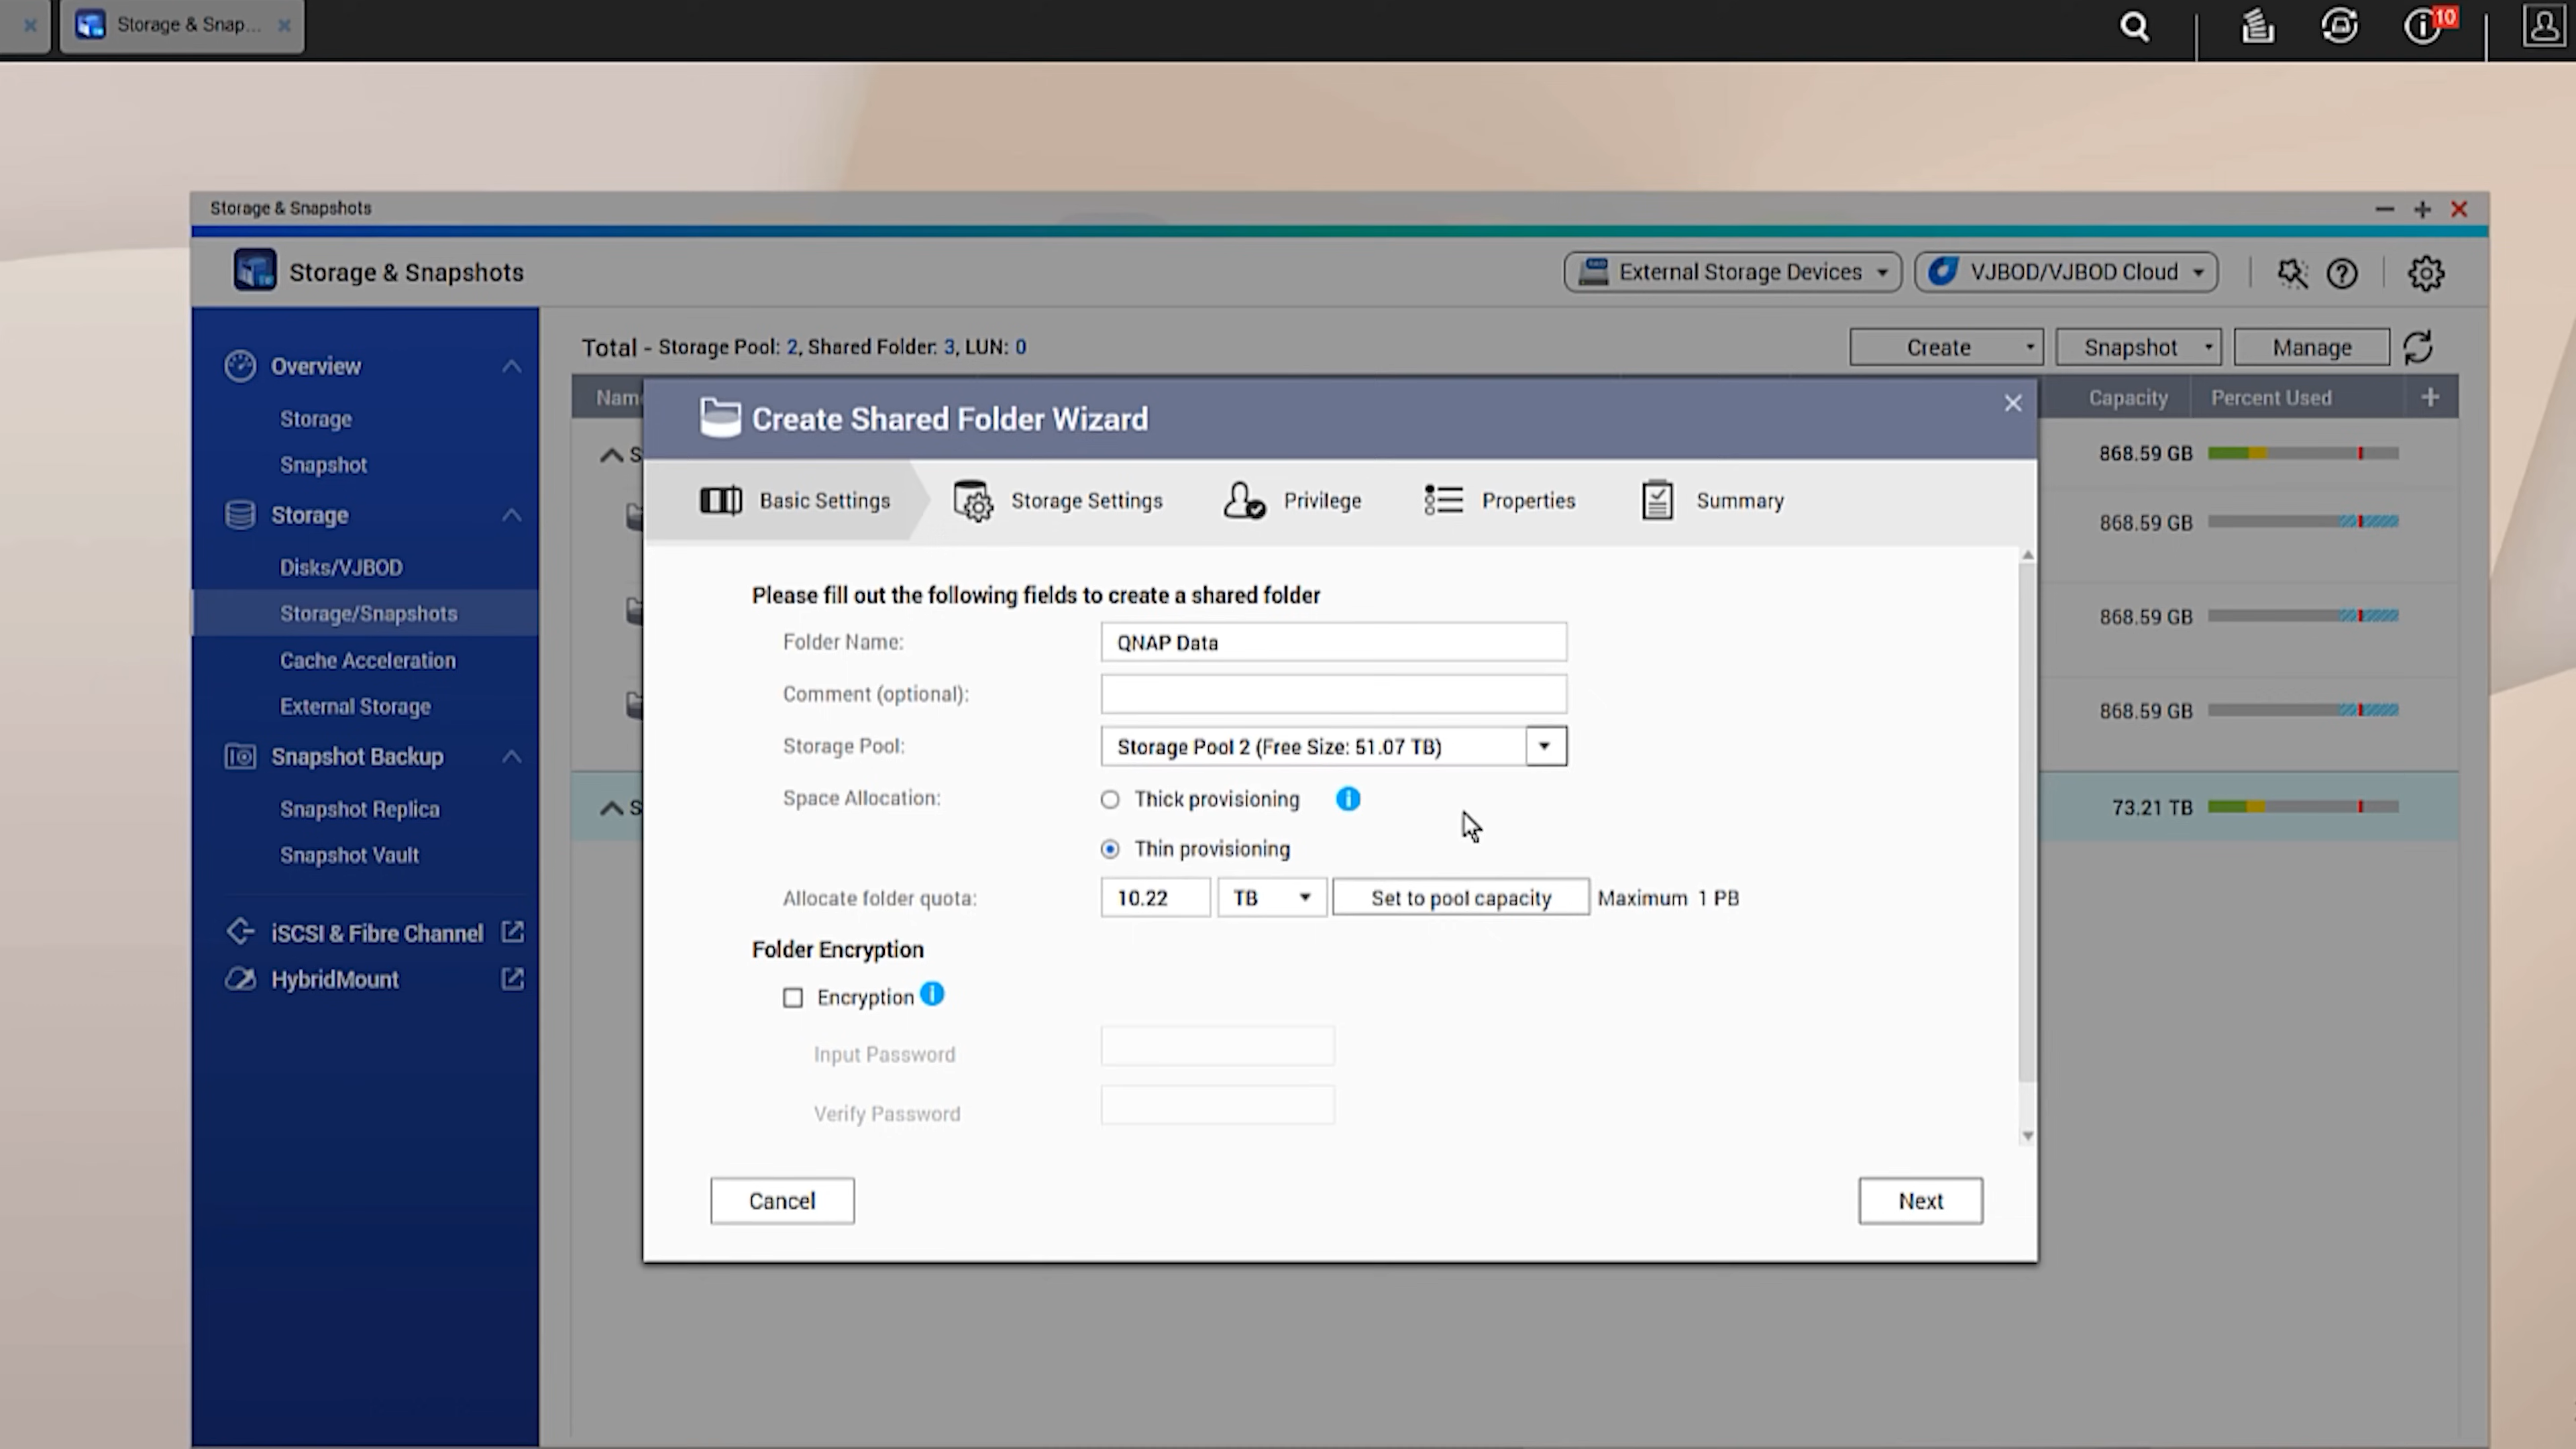 Storage & Snap...
10
Storage & Snapshots
Storage & Snapshots
External Storage Devices
VJBOD/VJBOD Cloud
Overview
Storage
Snapshot
Storage
Disks/VJBOD
Storage/Snapshots
Cache Acceleration
External Storage
Snapshot Backup
Snapshot Replica
Snapshot Vault
iSCSI & Fibre Channel
HybridMount
Total - Storage Pool: 2, Shared Folder: 3, LUN: 0
Create
Snapshot
Manage
Capacity
Percent Used
868.59 GB
868.59 GB
868.59 GB
868.59 GB
73.21 TB
Create Shared Folder Wizard
Basic Settings
Storage Settings
Privilege
Properties
Summary
Please fill out the following fields to create a shared folder
Folder Name:
QNAP Data
Comment (optional):
Storage Pool:
Storage Pool 2 (Free Size: 51.07 TB)
Space Allocation:
Thick provisioning
Thin provisioning
Allocate folder quota:
10.22
TB
Set to pool capacity
Maximum 1 PB
Folder Encryption
Encryption
Input Password
Verify Password
Cancel
Next